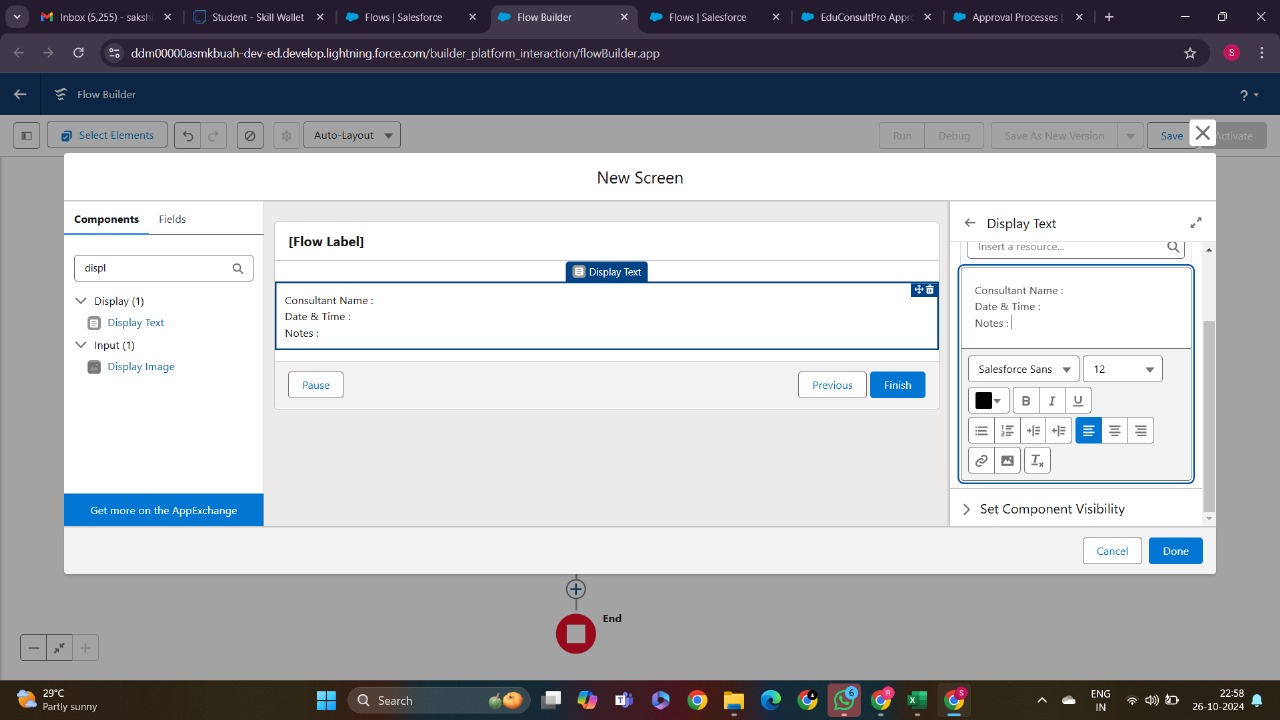 Inbox (5,255) - saksh
Student - Skill Wallet
Flows | Salesforce
Flow Builder
Flows | Salesforce
EduConsultPro Appr
Approval Processes |
ddm00000asmkbuah-dev-ed.develop.lightning.force.com/builder_platform_interaction/flowBuilder.app
S
Flow Builder
?
Select Elements
Auto-Layout
Run
Debug
Save As New Version
Save
Activate
New Screen
Components
Fields
displ
Display (1)
Display Text
Input (1)
Display Image
Get more on the AppExchange
[Flow Label]
Display Text
Consultant Name :
Date & Time :
Notes :
Pause
Previous
Finish
Display Text
Insert a resource...
Consultant Name :
Date & Time :
Notes :
Salesforce Sans
12
B I U
Set Component Visibility
Cancel
Done
End
29°C
Partly sunny
Search
6
ENG
IN
22:58
26-10-2024